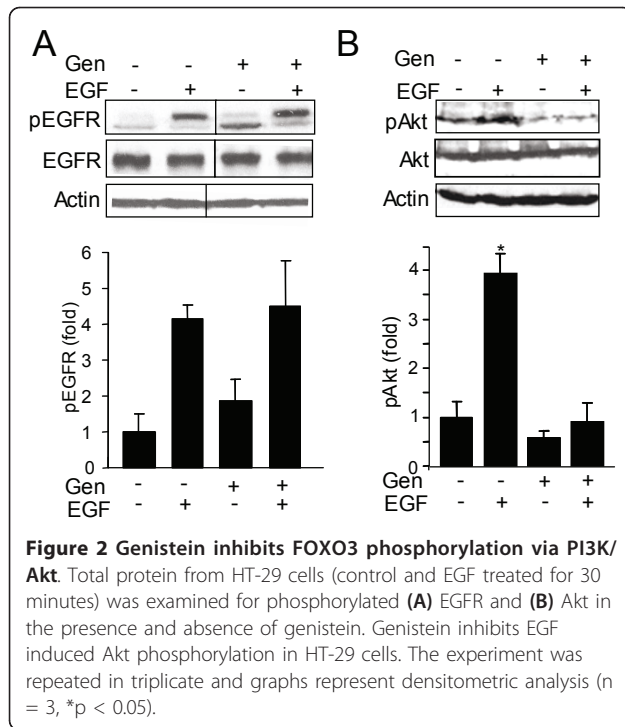 A
B
Gen - - + +
EGF - + - +
pEGFR
EGFR
Actin
Gen - - + +
EGF - + - +
pAkt
Akt
Actin
6
5
4
3
2
1
0
pEGFR (fold)
Gen - - + +
EGF - + - +
*
4
3
2
1
0
pAkt (fold)
Gen - - + +
EGF - + - +
Figure 2 Genistein inhibits FOXO3 phosphorylation via PI3K/
Akt. Total protein from HT-29 cells (control and EGF treated for 30
minutes) was examined for phosphorylated (A) EGFR and (B) Akt in
the presence and absence of genistein. Genistein inhibits EGF
induced Akt phosphorylation in HT-29 cells. The experiment was
repeated in triplicate and graphs represent densitometric analysis (n
= 3, *p < 0.05).